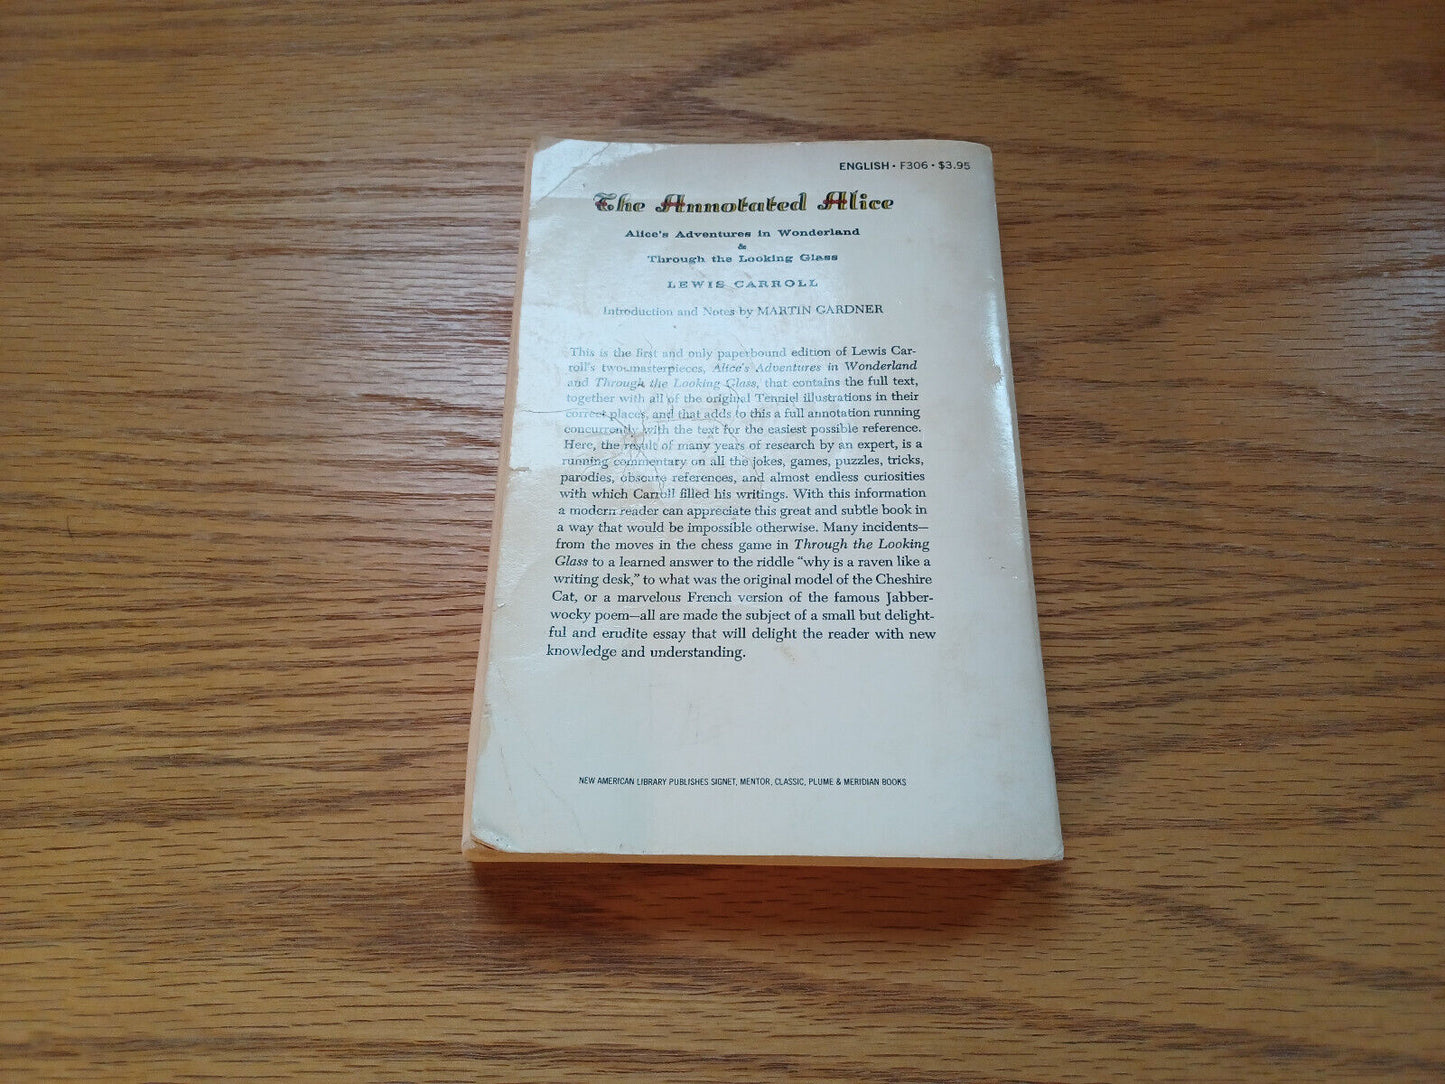 ENGLISH • F306 • $3.95
The Annotated Alice
Alice's Adventures in Wonderland
&
Through the Looking Glass
LEWIS CARROLL
Introduction and Notes by MARTIN GARDNER
This is the first and only paperbound edition of Lewis Car-
roll's two masterpieces, Alice's Adventures in Wonderland
and Through the Looking Glass, that contains the full text,
together with all of the original Tenniel illustrations in their
correct places, and that adds to this a full annotation running
concurrently with the text for the easiest possible reference.
Here, the result of many years of research by an expert, is a
running commentary on all the jokes, games, puzzles, tricks,
parodies, obscure references, and almost endless curiosities
with which Carroll filled his writings. With this information
a modern reader can appreciate this great and subtle book in
a way that would be impossible otherwise. Many incidents—
from the moves in the chess game in Through the Looking
Glass to a learned answer to the riddle "why is a raven like a
writing desk," to what was the original model of the Cheshire
Cat, or a marvelous French version of the famous Jabber-
wocky poem—all are made the subject of a small but delight-
ful and erudite essay that will delight the reader with new
knowledge and understanding.
NEW AMERICAN LIBRARY PUBLISHES SIGNET, MENTOR, CLASSIC, PLUME & MERIDIAN BOOKS